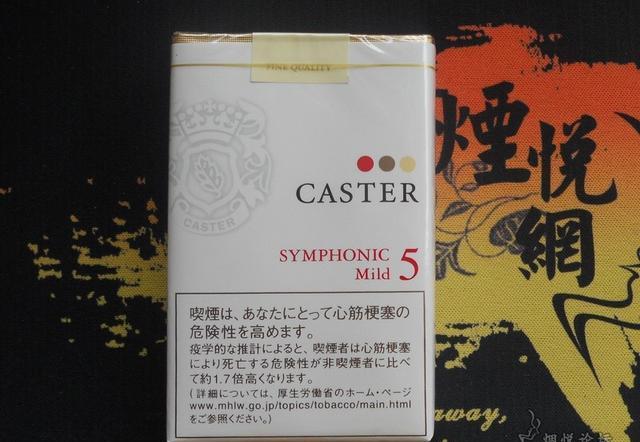 FINE QUALITY
CASTER
CASTER
SYMPHONIC
Mild 5
喫煙は、あなたにとって心筋梗塞の
危険性を高めます。
疫学的な推計によると、喫煙者は心筋梗塞
により死亡する危険性が非喫煙者に比べ
て約1.7倍高くなります。
(詳細については、厚生労働省のホーム・ページ
www.mhlw.go.jp/topics/tobacco/main.html
をご参照ください。)
煙悦網
away,
烟悦论坛